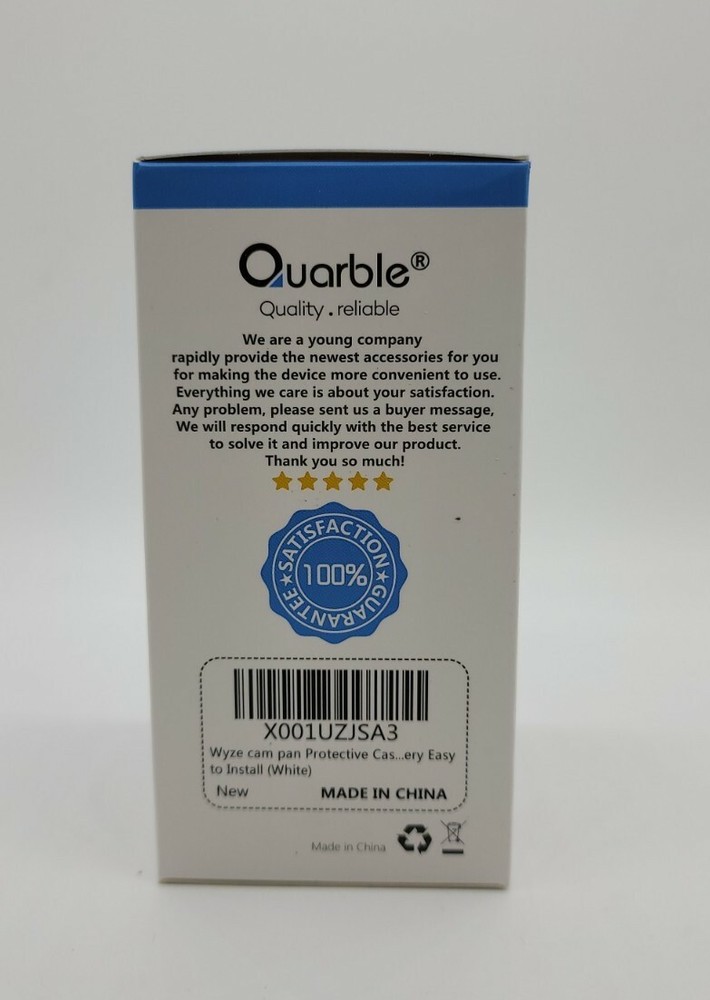 Quarble®
Quality . reliable
We are a young company
rapidly provide the newest accessories for you
for making the device more convenient to use.
Everything we care is about your satisfaction.
Any problem, please sent us a buyer message,
We will respond quickly with the best service
to solve it and improve our product.
Thank you so much!
SATISFACTION
100%
GUARANTEE
X001UZJSA3
Wyze cam pan Protective Cas...ery Easy
to Install (White)
New MADE IN CHINA
Made in China